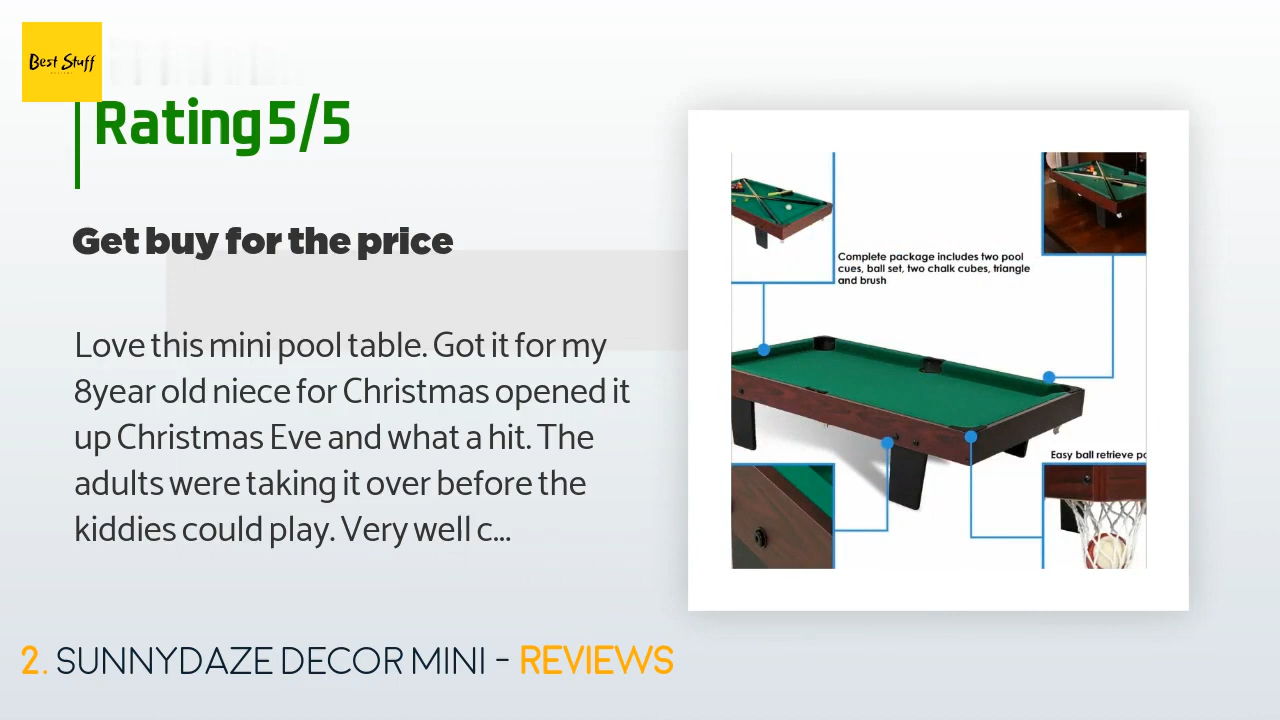 Best Stuff
Rating 5/5
Get buy for the price
Love this mini pool table. Got it for my
8year old niece for Christmas opened it
up Christmas Eve and what a hit. The
adults were taking it over before the
kiddies could play. Very well c...
Complete package includes two pool
cues, ball set, two chalk cubes, triangle
and brush
Easy ball retrieve po
2. SUNNYDAZE DECOR MINI - REVIEWS